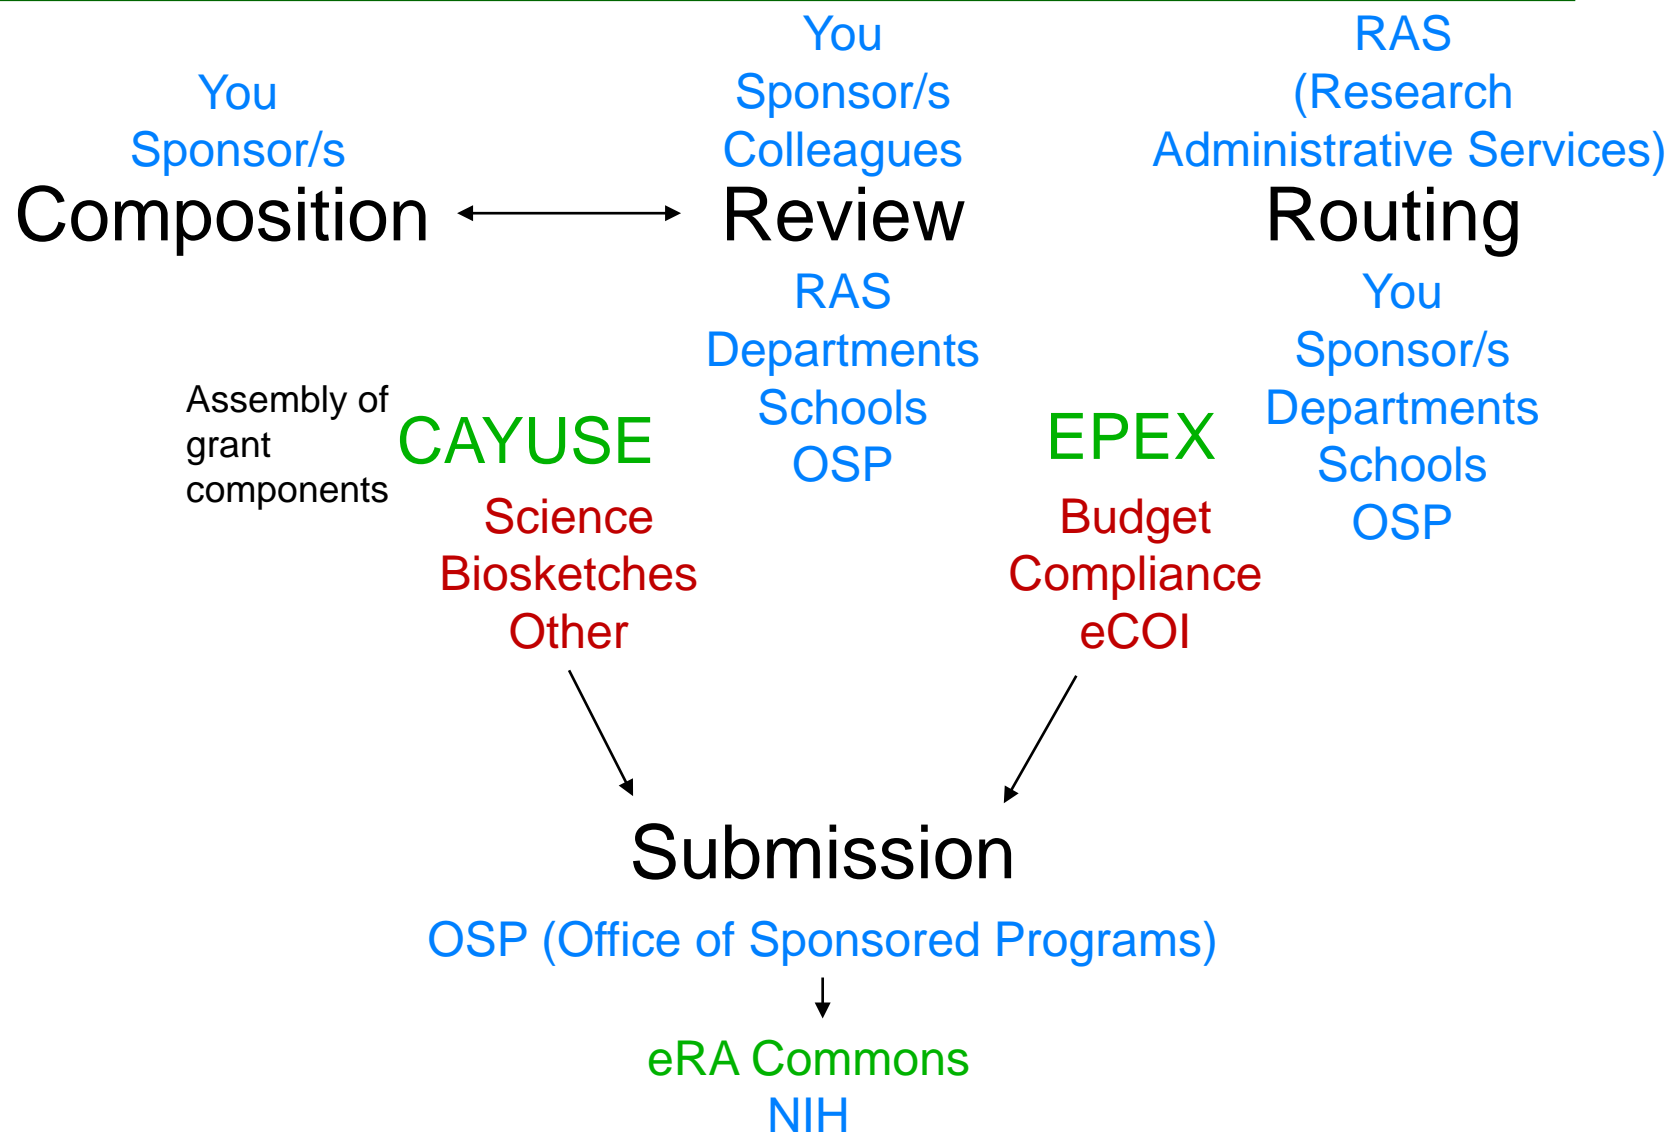 You
Sponsor/s
Composition
You
Sponsor/s
Colleagues
Review
RAS
Departments
Schools
OSP
RAS
(Research
Administrative Services)
Routing
You
Sponsor/s
Departments
Schools
OSP
Assembly of
grant
components
CAYUSE
Science
Biosketches
Other
EPEX
Budget
Compliance
eCOI
Submission
OSP (Office of Sponsored Programs)
eRA Commons
NIH